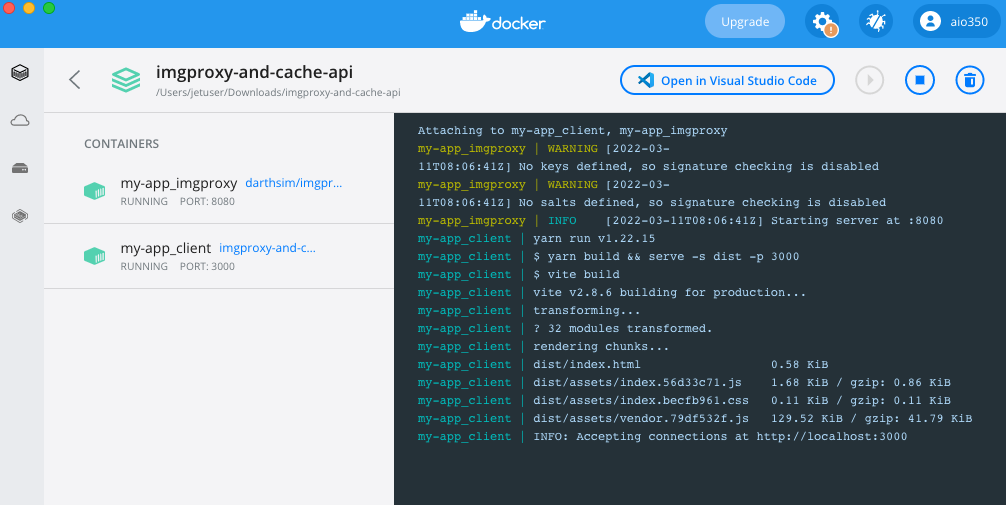 docker
Upgrade
aio350
imgproxy-and-cache-api
/Users/jetuser/Downloads/imgproxy-and-cache-api
Open in Visual Studio Code
CONTAINERS
my-app_imgproxy darthsim/imgpr...
RUNNING PORT: 8080
my-app_client imgproxy-and-c...
RUNNING PORT: 3000
Attaching to my-app_client, my-app_imgproxy
my-app_imgproxy | WARNING [2022-03-
11T08:06:41Z] No keys defined, so signature checking is disabled
my-app_imgproxy | WARNING [2022-03-
11T08:06:41Z] No salts defined, so signature checking is disabled
my-app_imgproxy | INFO [2022-03-11T08:06:41Z] Starting server at :8080
my-app_client | yarn run v1.22.15
my-app_client | $ yarn build && serve -s dist -p 3000
my-app_client | $ vite build
my-app_client | vite v2.8.6 building for production...
my-app_client | transforming...
my-app_client | ? 32 modules transformed.
my-app_client | rendering chunks...
my-app_client | dist/index.html 0.58 KiB
my-app_client | dist/assets/index.56d33c71.js 1.68 KiB / gzip: 0.86 KiB
my-app_client | dist/assets/index.becfb961.css 0.11 KiB / gzip: 0.11 KiB
my-app_client | dist/assets/vendor.79df532f.js 129.52 KiB / gzip: 41.79 KiB
my-app_client | INFO: Accepting connections at http://localhost:3000